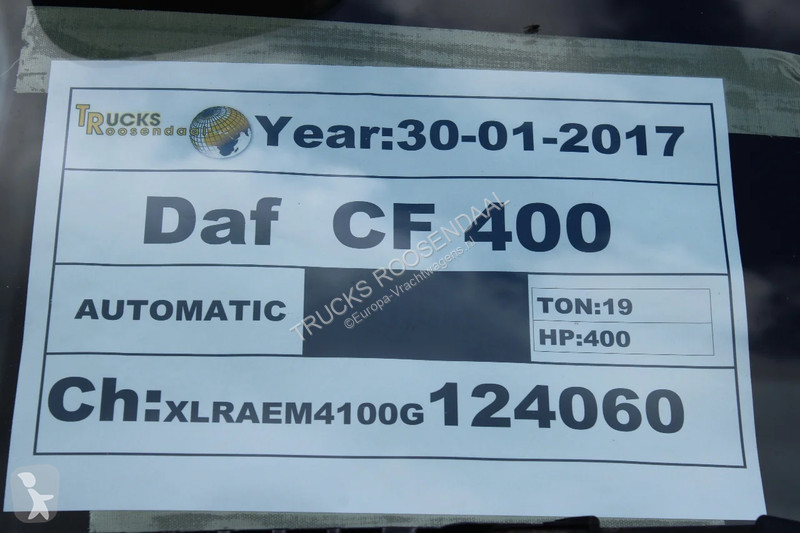 TRUCKS
Roosendaal
Year:30-01-2017
Daf CF 400
AUTOMATIC
TON:19
HP:400
Ch:XLRAEM4100G124060
TRUCKS ROOSENDAAL
©Europa-Vrachtwagens.nl